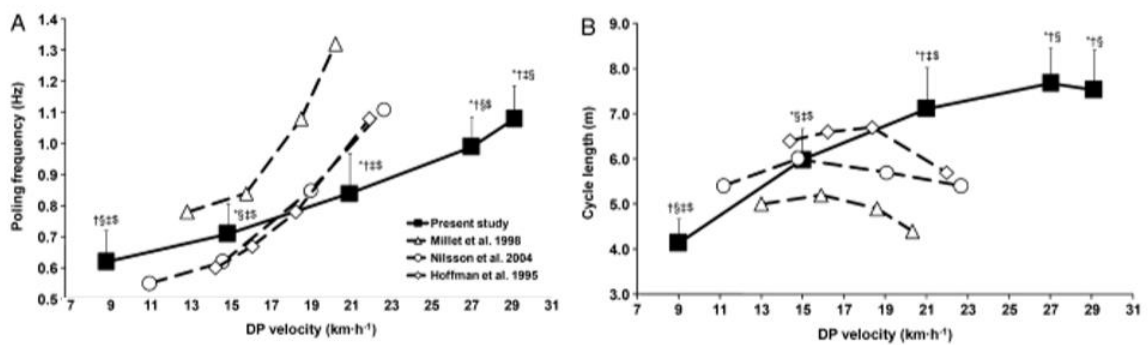 A
1.4
1.3
1.2
1.1
1.0
0.9
0.8
0.7
0.6
0.5
Poling frequency (Hz)
†§‡$
*§‡$
*†‡$
*†§$
*†‡§
Present study
Millet et al. 1998
Nilsson et al. 2004
Hoffman et al. 1995
7 9 11 13 15 17 19 21 23 25 27 29 31
DP velocity (km·h-¹)
B
9.0
8.0
7.0
6.0
5.0
4.0
3.0
Cycle length (m)
†§‡$
*§‡$
*†‡$
*†§
*†§
7 9 11 13 15 17 19 21 23 25 27 29 31
DP velocity (km·h-¹)